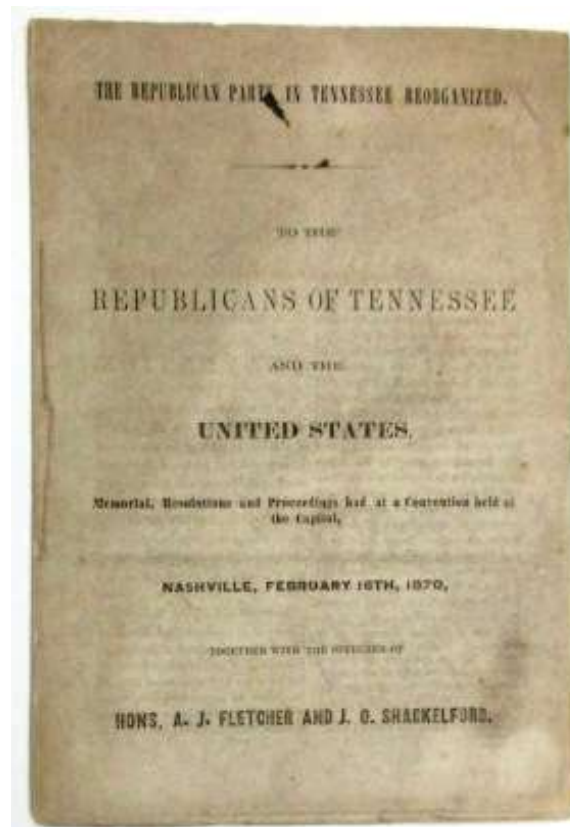 THE REPUBLICAN PARTY IN TENNESSEE REORGANIZED.
TO THE
REPUBLICANS OF TENNESSEE
AND THE
UNITED STATES,
Memorial, Resolutions and Proceedings had at a Convention held at
the Capitol,
NASHVILLE, FEBRUARY 16TH, 1870,
TOGETHER WITH THE SPEECHES OF
HONS, A. J. FLETCHER AND J. O. SHACKELFORD.